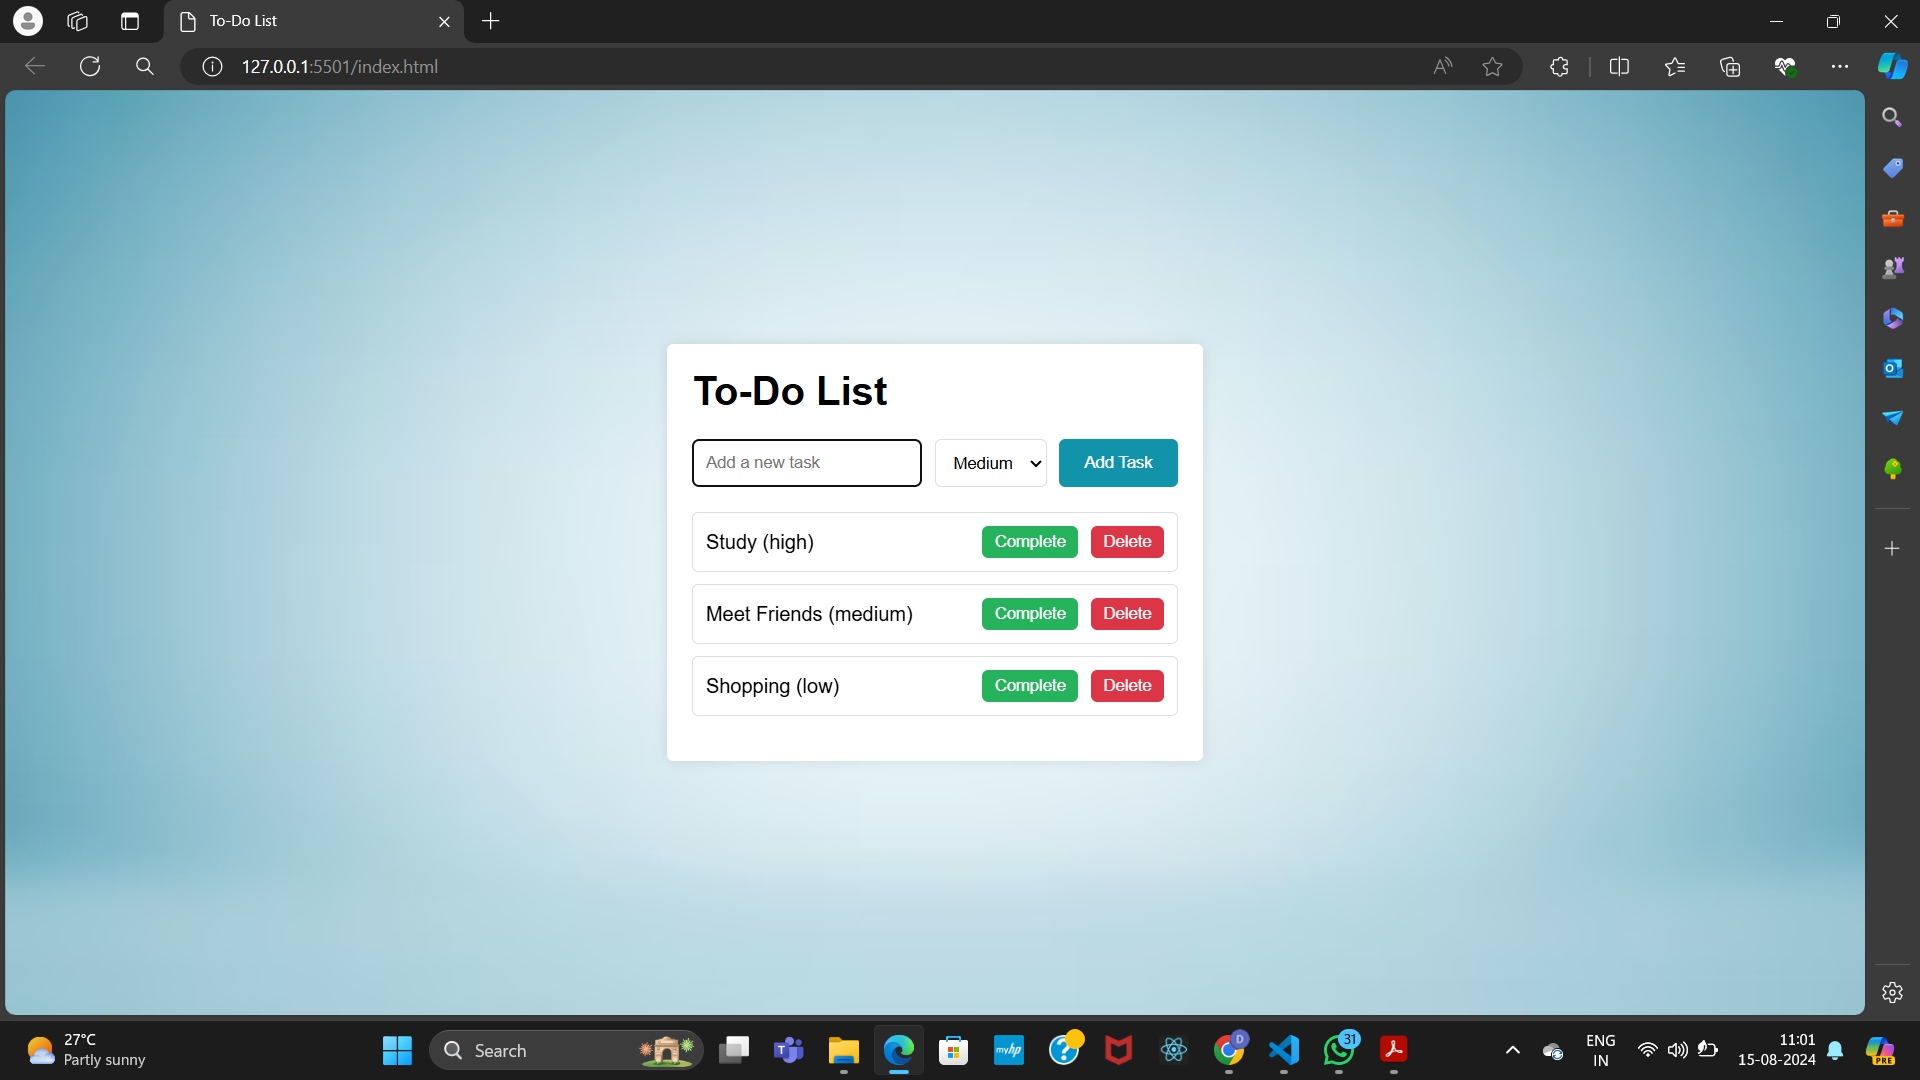 To-Do List
127.0.0.1:5501/index.html
To-Do List
Add a new task
Medium
Add Task
Study (high)
Complete
Delete
Meet Friends (medium)
Complete
Delete
Shopping (low)
Complete
Delete
27°C
Partly sunny
Search
T
myhp
?
D
31
ENG
IN
11:01
15-08-2024
PRE